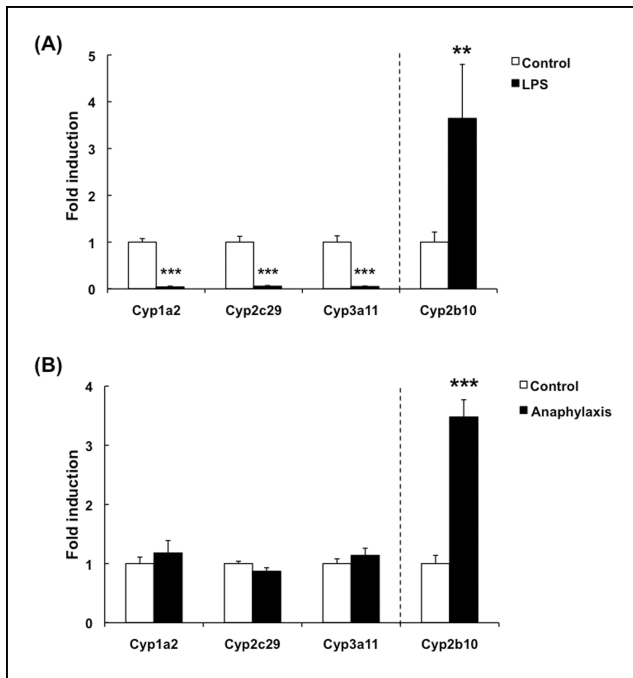 (A)
5
4
3
2
1
0
Fold induction
**
***
***
***
Control
LPS
Cyp1a2
Cyp2c29
Cyp3a11
Cyp2b10
(B)
4
3
2
1
0
Fold induction
***
Control
Anaphylaxis
Cyp1a2
Cyp2c29
Cyp3a11
Cyp2b10